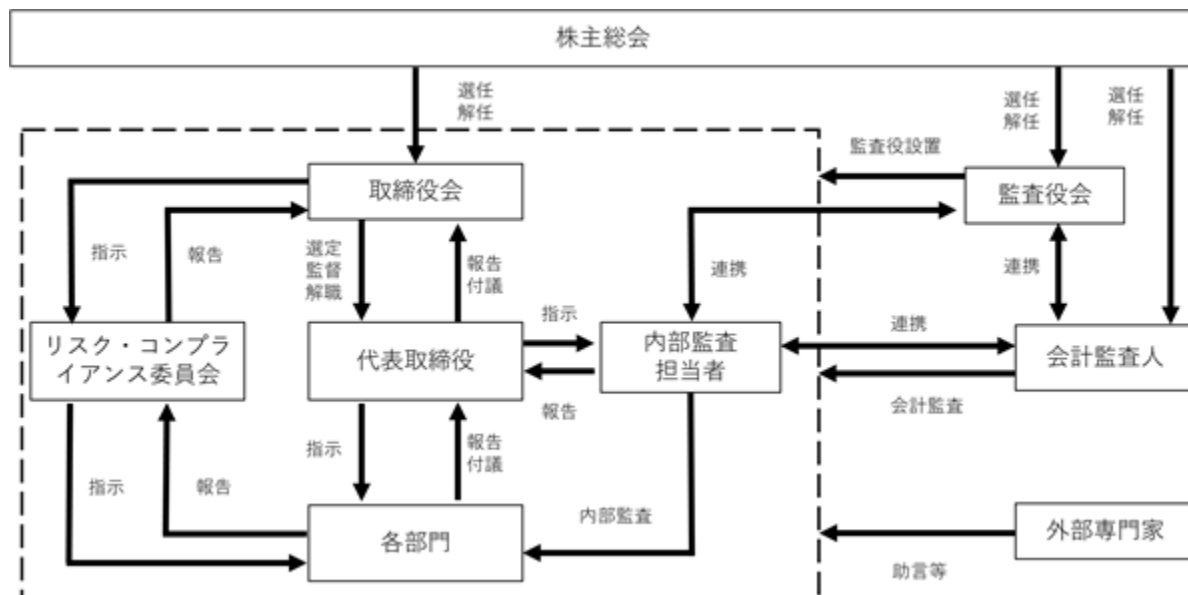 株主総会
選任
解任
選任
解任
選任
解任
監査役設置
取締役会
監査役会
指示
報告
選定
監督
解職
報告
付議
連携
連携
指示
連携
リスク・コンプラ
イアンス委員会
代表取締役
内部監査
担当者
会計監査人
報告
会計監査
指示
報告
付議
指示
報告
内部監査
各部門
外部専門家
助言等